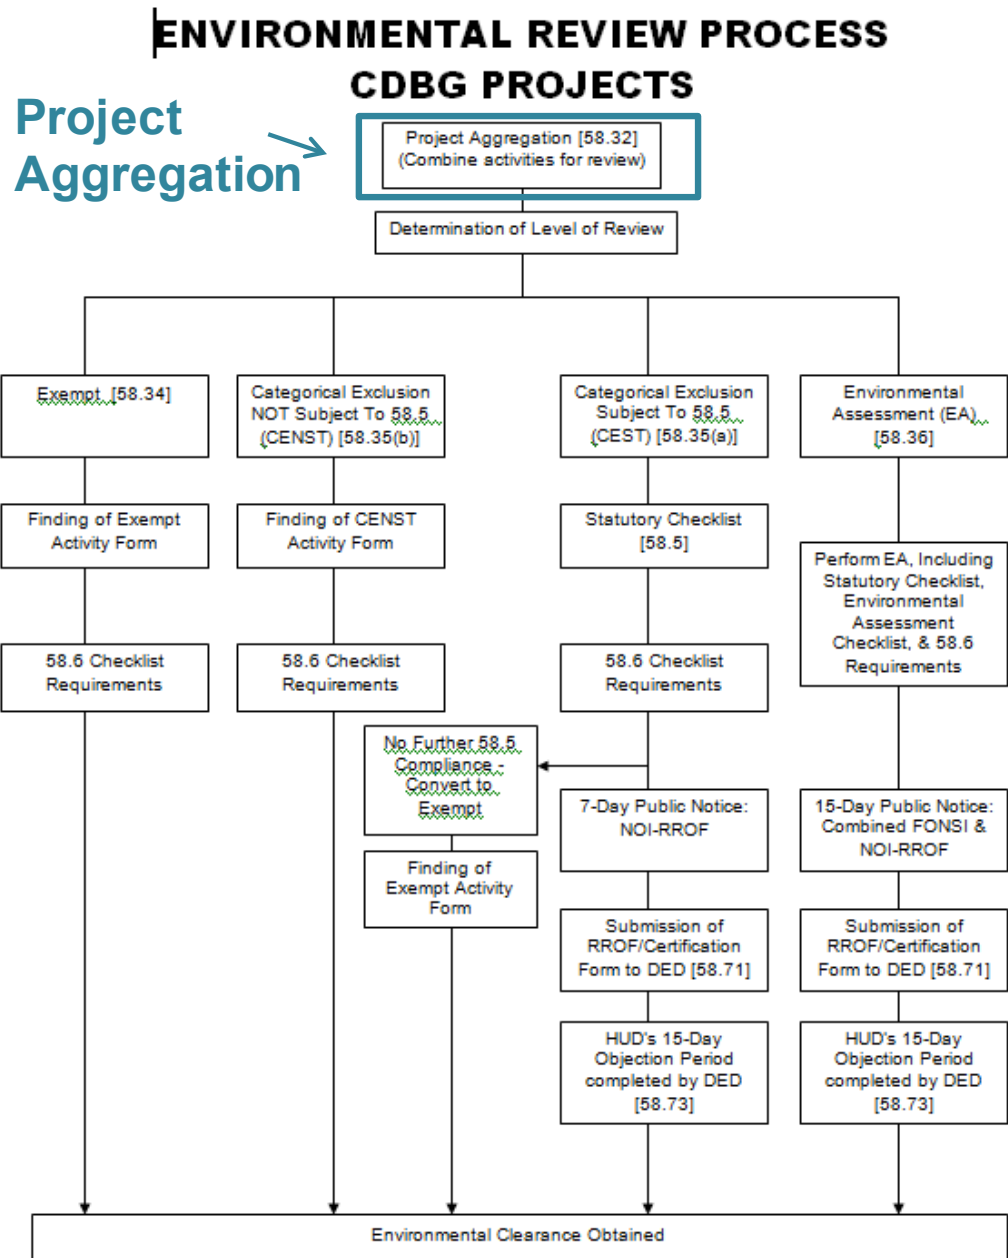 ENVIRONMENTAL REVIEW PROCESS
CDBG PROJECTS
Project
Aggregation
Project Aggregation [58.32]
(Combine activities for review)
Determination of Level of Review
Exempt [58.34]
Categorical Exclusion
NOT Subject To 58.5
(CENST) [58.35(b)]
Categorical Exclusion
Subject To 58.5
(CEST) [58.35(a)]
Environmental
Assessment (EA)
[58.36]
Finding of Exempt
Activity Form
Finding of CENST
Activity Form
Statutory Checklist
[58.5]
Perform EA, Including
Statutory Checklist,
Environmental
Assessment
Checklist, & 58.6
Requirements
58.6 Checklist
Requirements
58.6 Checklist
Requirements
58.6 Checklist
Requirements
No Further 58.5
Compliance -
Convert to
Exempt
7-Day Public Notice:
NOI-RROF
15-Day Public Notice:
Combined FONSI &
NOI-RROF
Finding of
Exempt Activity
Form
Submission of
RROF/Certification
Form to DED [58.71]
Submission of
RROF/Certification
Form to DED [58.71]
HUD's 15-Day
Objection Period
completed by DED
[58.73]
HUD's 15-Day
Objection Period
completed by DED
[58.73]
Environmental Clearance Obtained